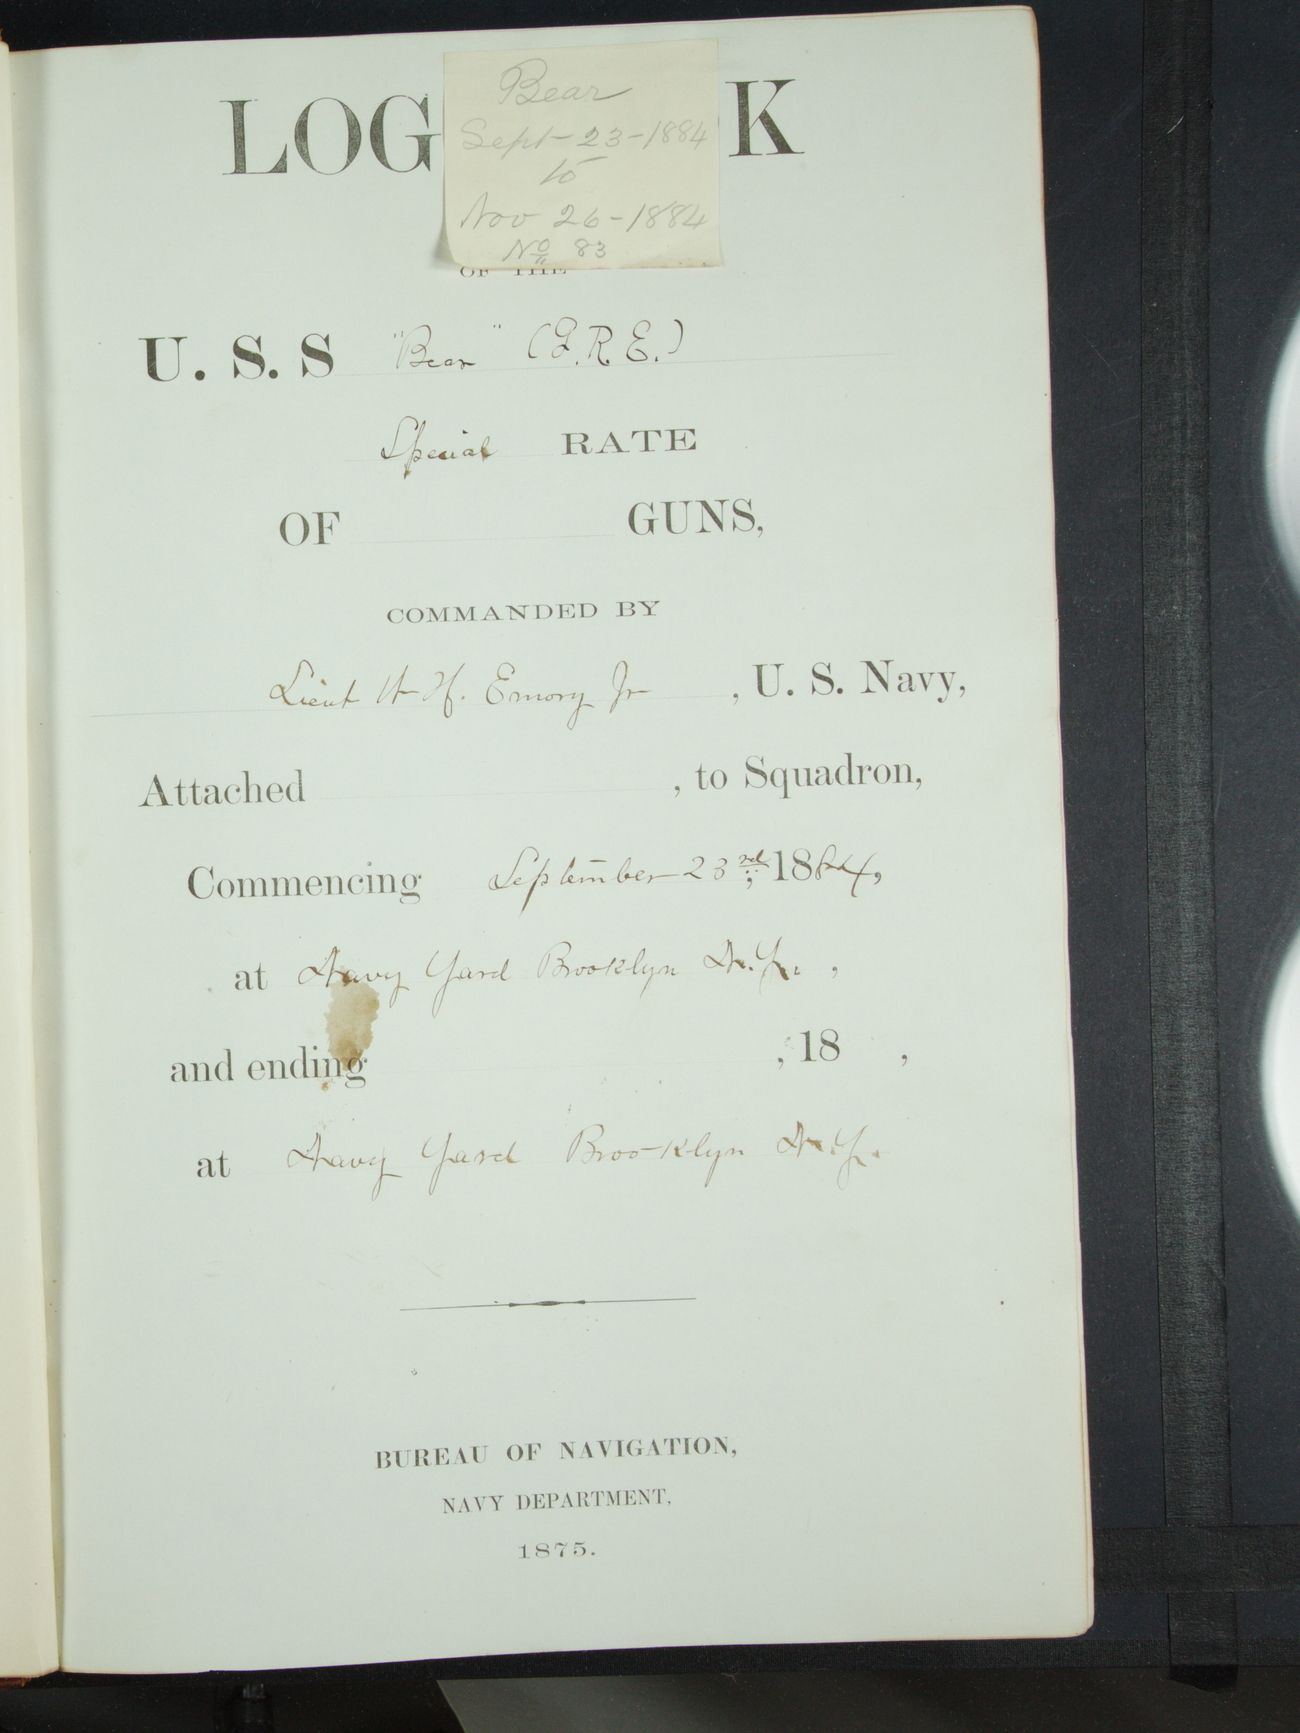 LOG K
Bear
Sept-23-1884
to
Nov 26-1884
No 83
OF THE
U. S. S "Bear" (G.R.E.)
Special RATE
OF GUNS,
COMMANDED BY
Lieut W. H. Emory Jr , U. S. Navy,
Attached , to Squadron,
Commencing September 23rd, 1884,
at Navy Yard Brooklyn N.Y. ,
and ending , 18 ,
at Navy Yard Brooklyn N.Y.
BUREAU OF NAVIGATION,
NAVY DEPARTMENT,
1875.